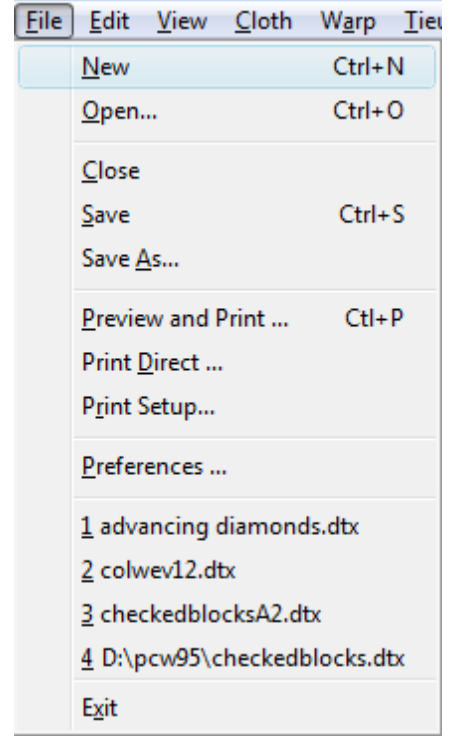 File Edit View Cloth Warp
New Ctrl+N
Open... Ctrl+O
Close
Save Ctrl+S
Save As...
Preview and Print ... Ctl+P
Print Direct ...
Print Setup...
Preferences ...
1 advancing diamonds.dtx
2 colwev12.dtx
3 checkedblocksA2.dtx
4 D:\pcw95\checkedblocks.dtx
Exit